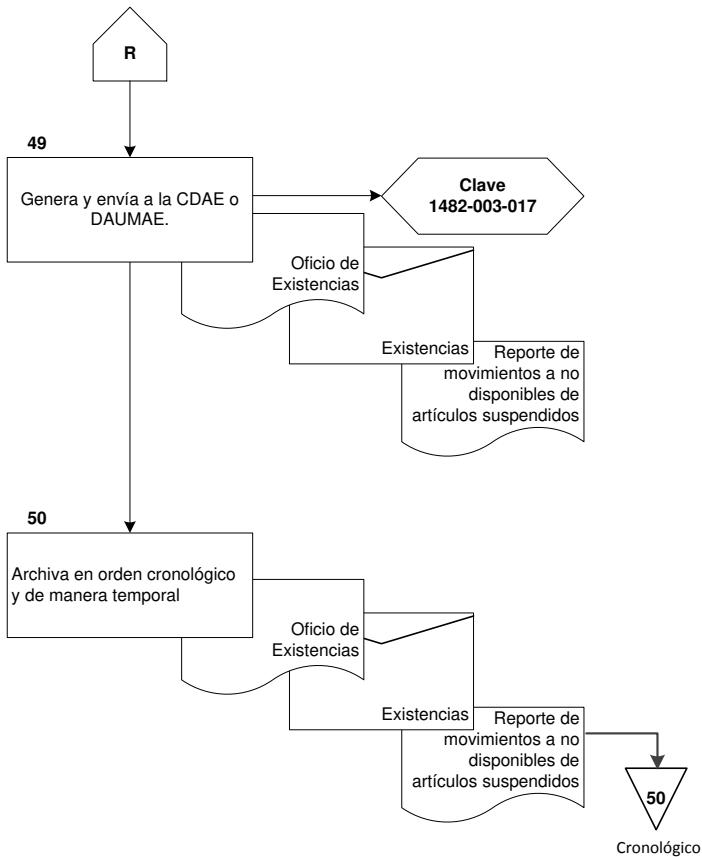 R
49
Genera y envía a la CDAE o
DAUMAE.
Clave
1482-003-017
Oficio de
Existencias
Existencias
Reporte de
movimientos a no
disponibles de
artículos suspendidos
50
Archiva en orden cronológico
y de manera temporal
Oficio de
Existencias
Existencias
Reporte de
movimientos a no
disponibles de
artículos suspendidos
50
Cronológico